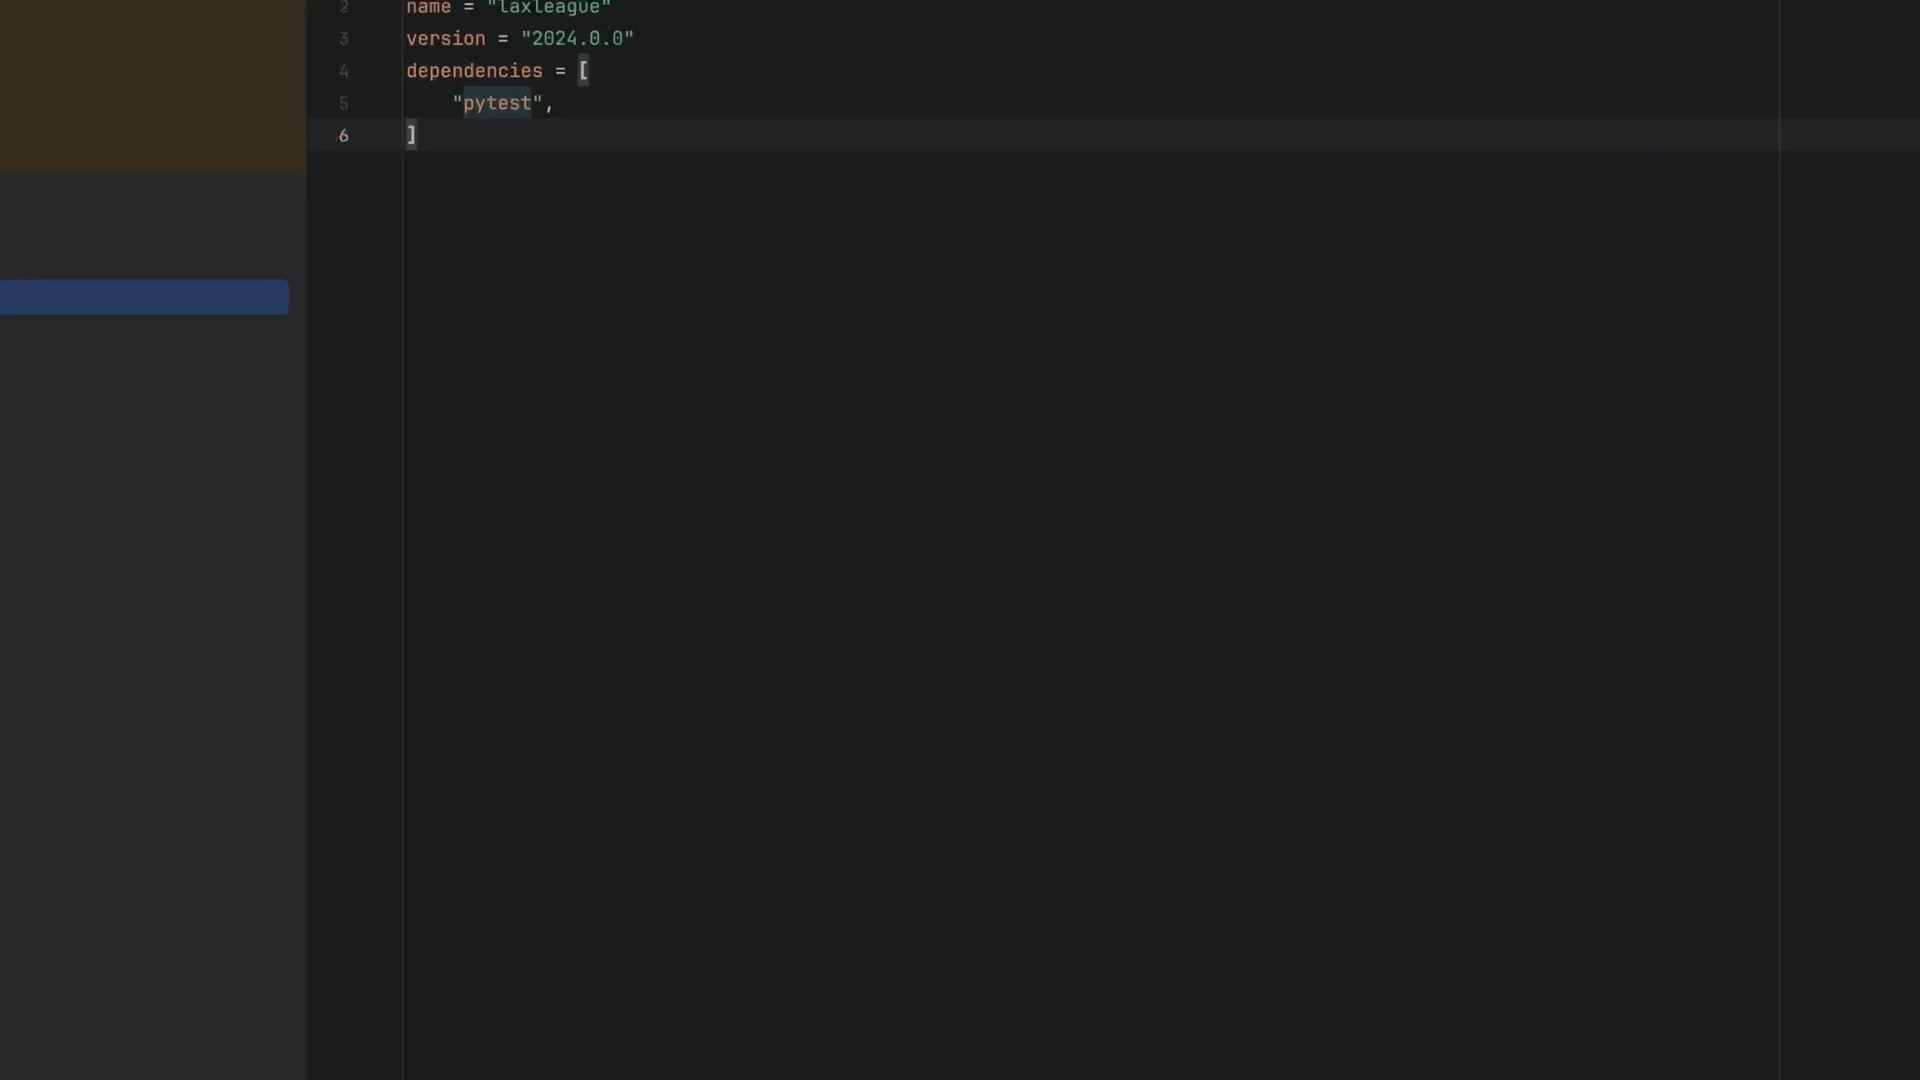 2 name = "laxleague"
3 version = "2024.0.0"
4 dependencies = [
5     "pytest",
6 ]